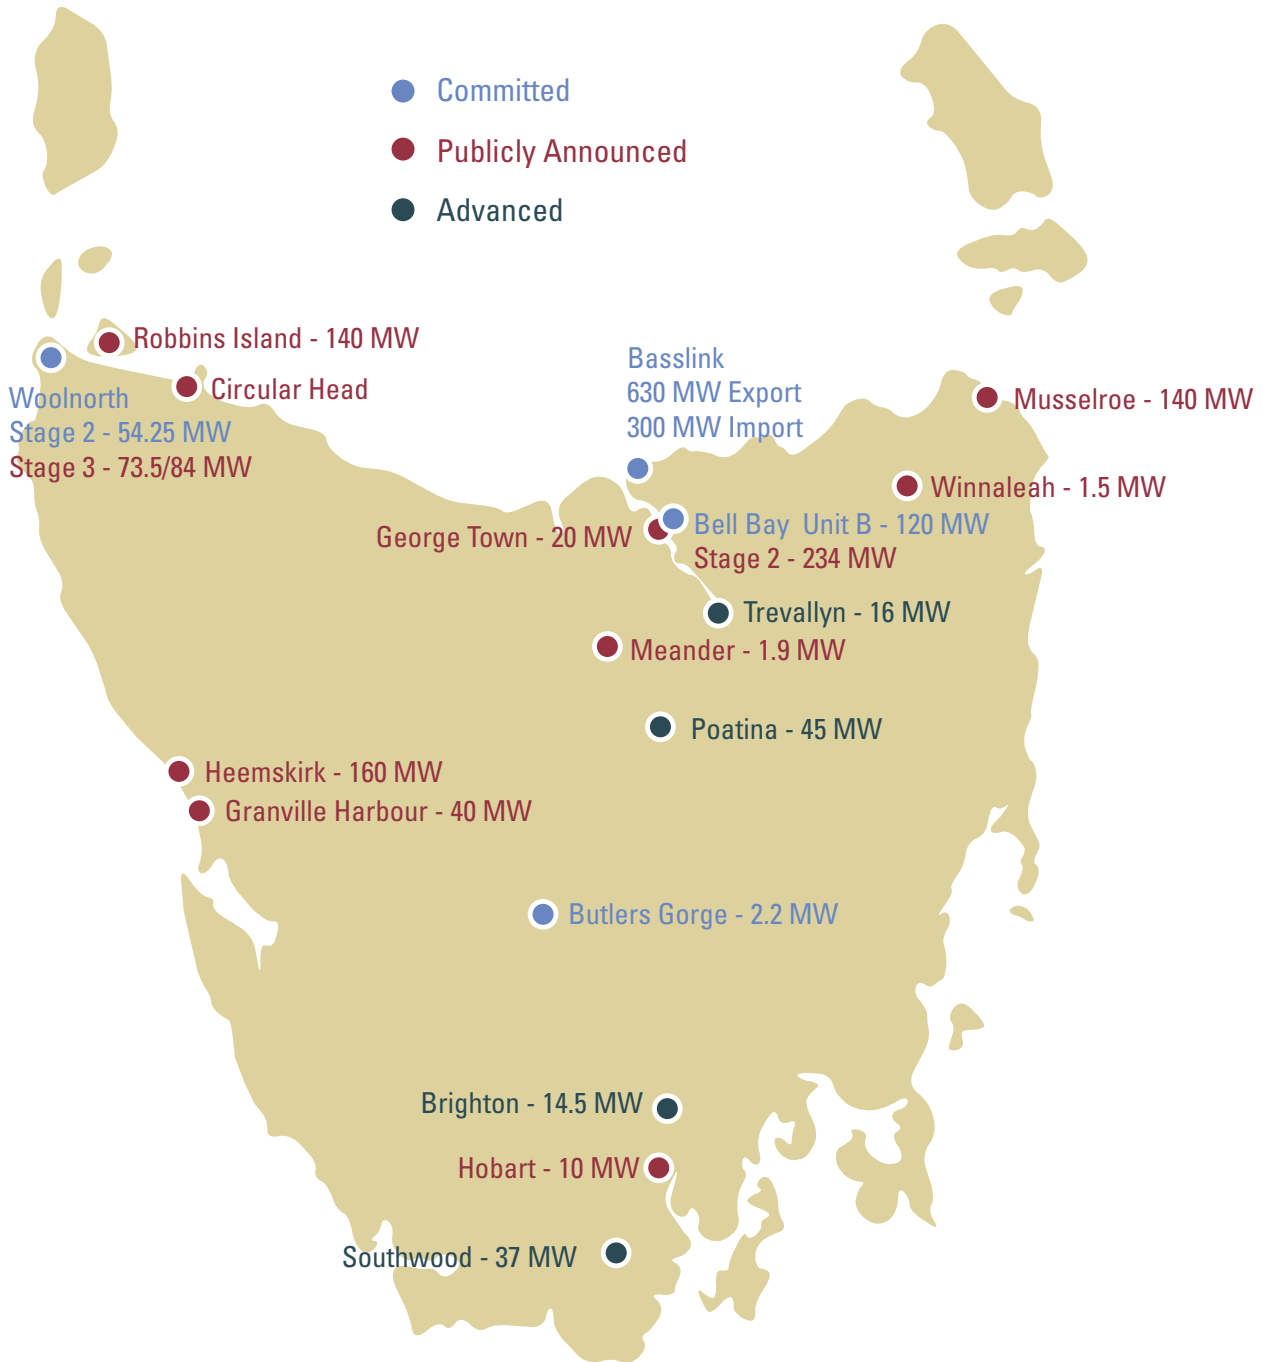 Committed
Publicly Announced
Advanced
Robbins Island - 140 MW
Circular Head
Woolnorth
Stage 2 - 54.25 MW
Stage 3 - 73.5/84 MW
Basslink
630 MW Export
300 MW Import
Musselroe - 140 MW
Winnaleah - 1.5 MW
George Town - 20 MW
Bell Bay Unit B - 120 MW
Stage 2 - 234 MW
Trevallyn - 16 MW
Meander - 1.9 MW
Poatina - 45 MW
Heemskirk - 160 MW
Granville Harbour - 40 MW
Butlers Gorge - 2.2 MW
Brighton - 14.5 MW
Hobart - 10 MW
Southwood - 37 MW